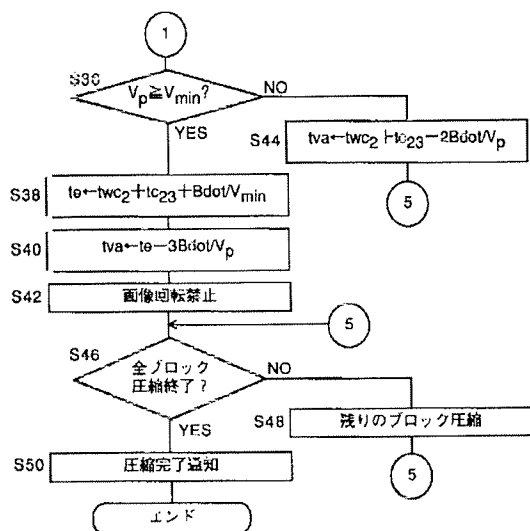 1
S36
Vp≧Vmin?
NO
YES
S44
tva←twc2+tc23−2Bdot/Vp
5
S38
te←twc2+tc23+Bdot/Vmin
S40
tva←te−3Bdot/Vp
S42
画像回転禁止
5
S46
全ブロック
圧縮終了?
NO
YES
S48
残りのブロック圧縮
5
S50
圧縮完了通知
エンド